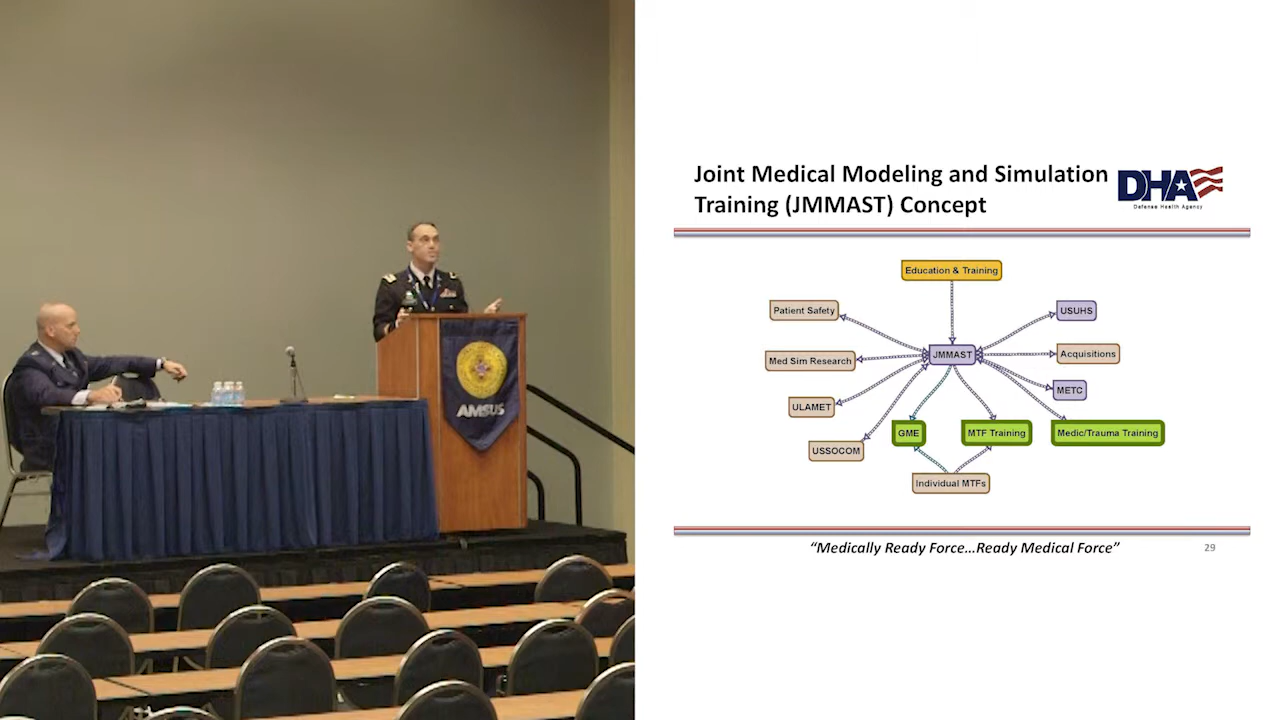 AMSUS
Joint Medical Modeling and Simulation
Training (JMMAST) Concept
DHA
Defense Health Agency
Education & Training
Patient Safety
USUHS
JMMAST
Med Sim Research
Acquisitions
METC
ULAMET
GME
MTF Training
Medic/Trauma Training
USSOCOM
Individual MTFs
“Medically Ready Force...Ready Medical Force”
29